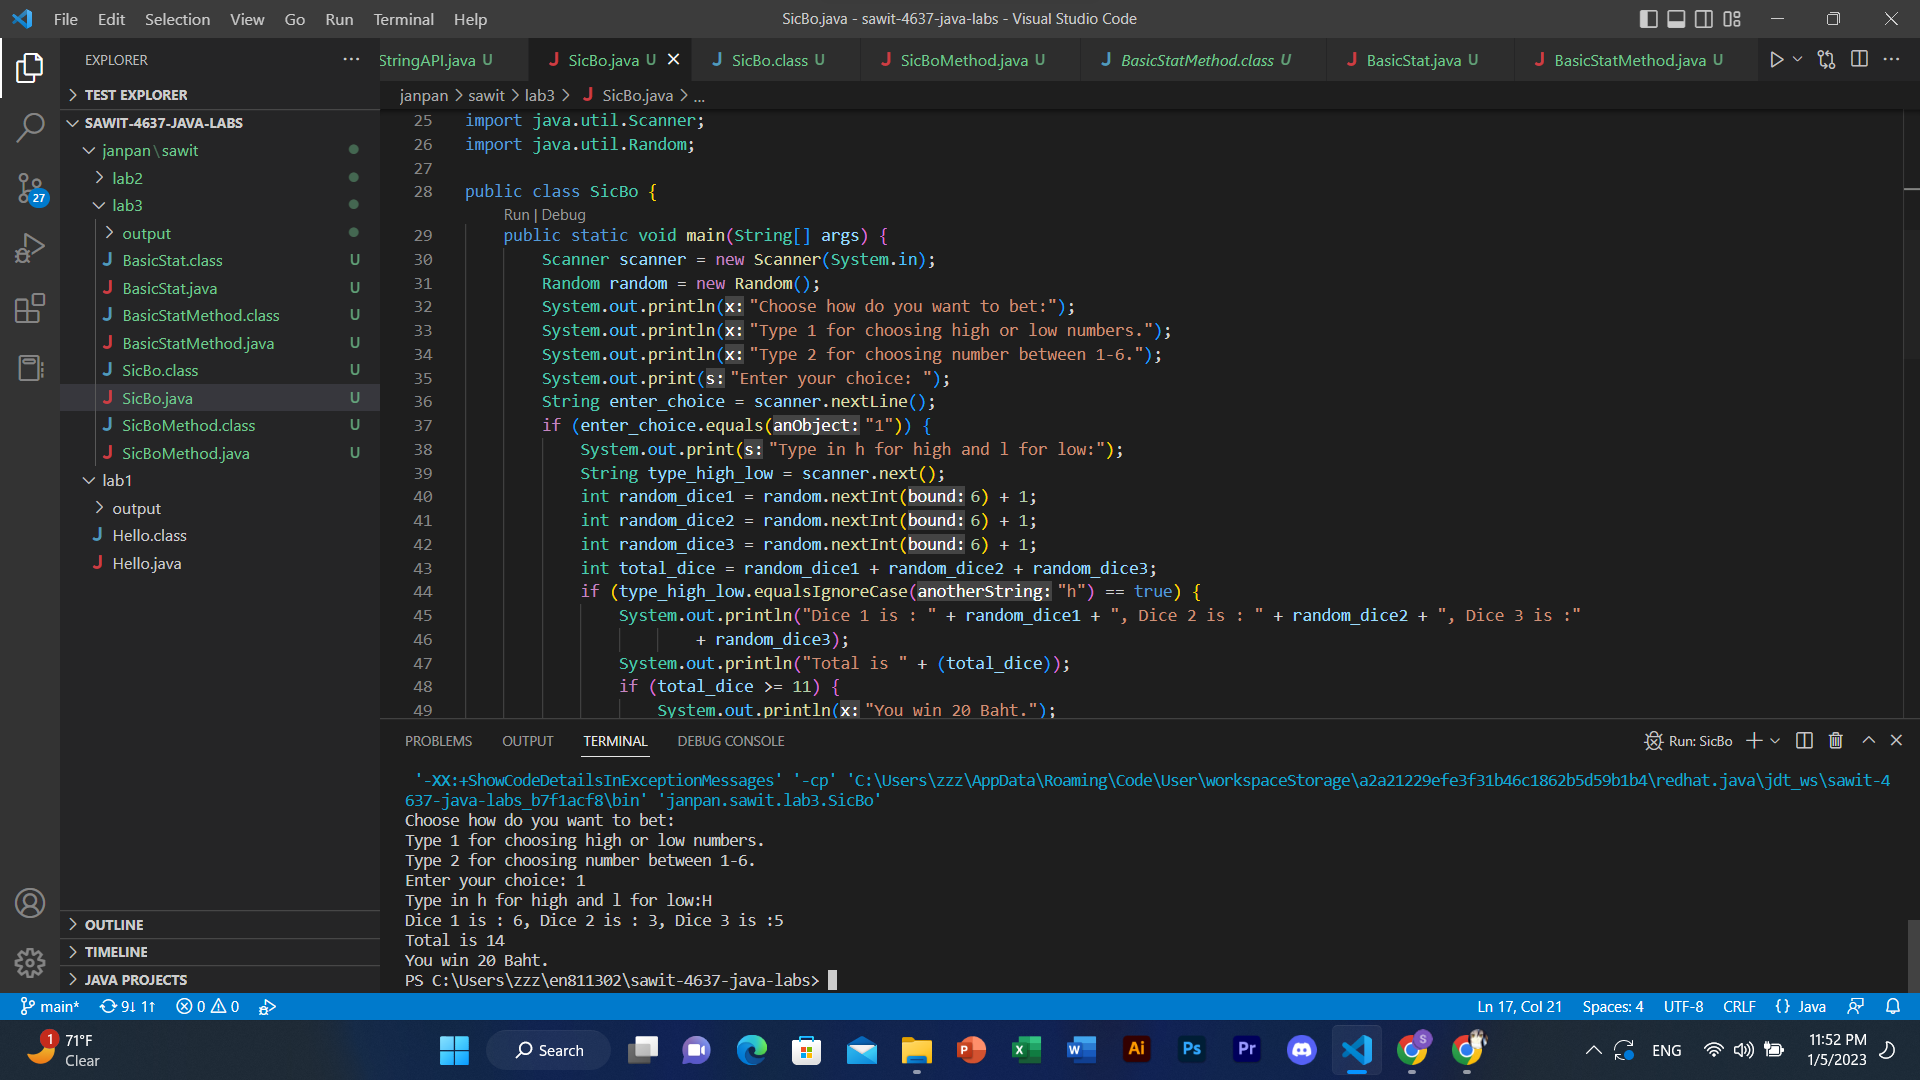 File Edit Selection View Go Run Terminal Help
SicBo.java - sawit-4637-java-labs - Visual Studio Code
EXPLORER
StringAPI.java U
SicBo.java U
SicBo.class U
SicBoMethod.java U
BasicStatMethod.class U
BasicStat.java U
BasicStatMethod.java U
TEST EXPLORER
SAWIT-4637-JAVA-LABS
janpan\sawit
lab2
lab3
output
BasicStat.class U
BasicStat.java U
BasicStatMethod.class U
BasicStatMethod.java U
SicBo.class U
SicBo.java U
SicBoMethod.class U
SicBoMethod.java U
lab1
output
Hello.class
Hello.java
OUTLINE
TIMELINE
JAVA PROJECTS
27
janpan > sawit > lab3 > SicBo.java > ...
25 import java.util.Scanner;
26 import java.util.Random;
27
28 public class SicBo {
Run | Debug
29 public static void main(String[] args) {
30 Scanner scanner = new Scanner(System.in);
31 Random random = new Random();
32 System.out.println(x: "Choose how do you want to bet:");
33 System.out.println(x: "Type 1 for choosing high or low numbers.");
34 System.out.println(x: "Type 2 for choosing number between 1-6.");
35 System.out.print(s: "Enter your choice: ");
36 String enter_choice = scanner.nextLine();
37 if (enter_choice.equals(anObject: "1")) {
38 System.out.print(s: "Type in h for high and l for low:");
39 String type_high_low = scanner.next();
40 int random_dice1 = random.nextInt(bound: 6) + 1;
41 int random_dice2 = random.nextInt(bound: 6) + 1;
42 int random_dice3 = random.nextInt(bound: 6) + 1;
43 int total_dice = random_dice1 + random_dice2 + random_dice3;
44 if (type_high_low.equalsIgnoreCase(anotherString: "h") == true) {
45 System.out.println("Dice 1 is : " + random_dice1 + ", Dice 2 is : " + random_dice2 + ", Dice 3 is :"
46 + random_dice3);
47 System.out.println("Total is " + (total_dice));
48 if (total_dice >= 11) {
49 System.out.println(x: "You win 20 Baht.");
PROBLEMS OUTPUT TERMINAL DEBUG CONSOLE
Run: SicBo
'-XX:+ShowCodeDetailsInExceptionMessages' '-cp' 'C:\Users\zzz\AppData\Roaming\Code\User\workspaceStorage\a2a21229efe3f31b46c1862b5d59b1b4\redhat.java\jdt_ws\sawit-4
637-java-labs_b7f1acf8\bin' 'janpan.sawit.lab3.SicBo'
Choose how do you want to bet:
Type 1 for choosing high or low numbers.
Type 2 for choosing number between 1-6.
Enter your choice: 1
Type in h for high and l for low:H
Dice 1 is : 6, Dice 2 is : 3, Dice 3 is :5
Total is 14
You win 20 Baht.
PS C:\Users\zzz\en811302\sawit-4637-java-labs>
main* 9↓ 1↑ 0 0
Ln 17, Col 21 Spaces: 4 UTF-8 CRLF {} Java
1
71°F
Clear
Search
P X W Ai Ps Pr S
ENG
11:52 PM
1/5/2023